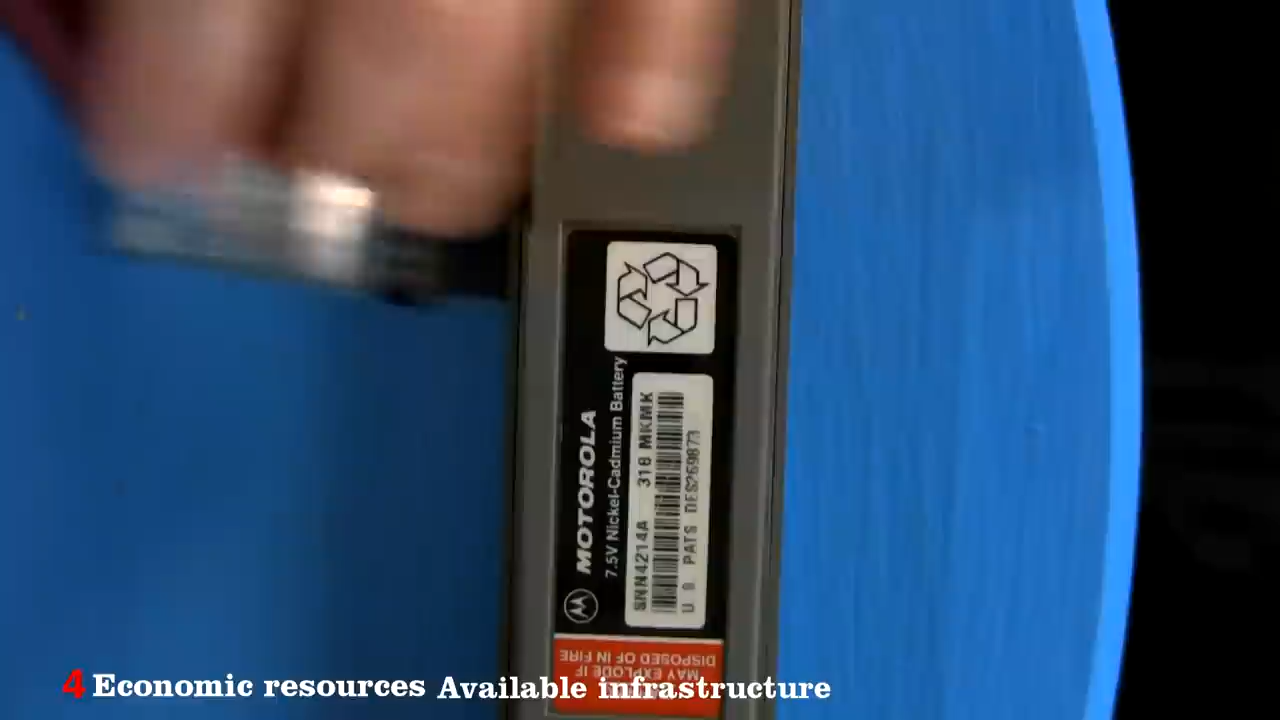 MOTOROLA
7.5V Nickel-Cadmium Battery
SNN4214A 318 MKMK
U S PATS DES269873
MAY EXPLODE IF
DISPOSED OF IN FIRE
4 Economic resources Available infrastructure